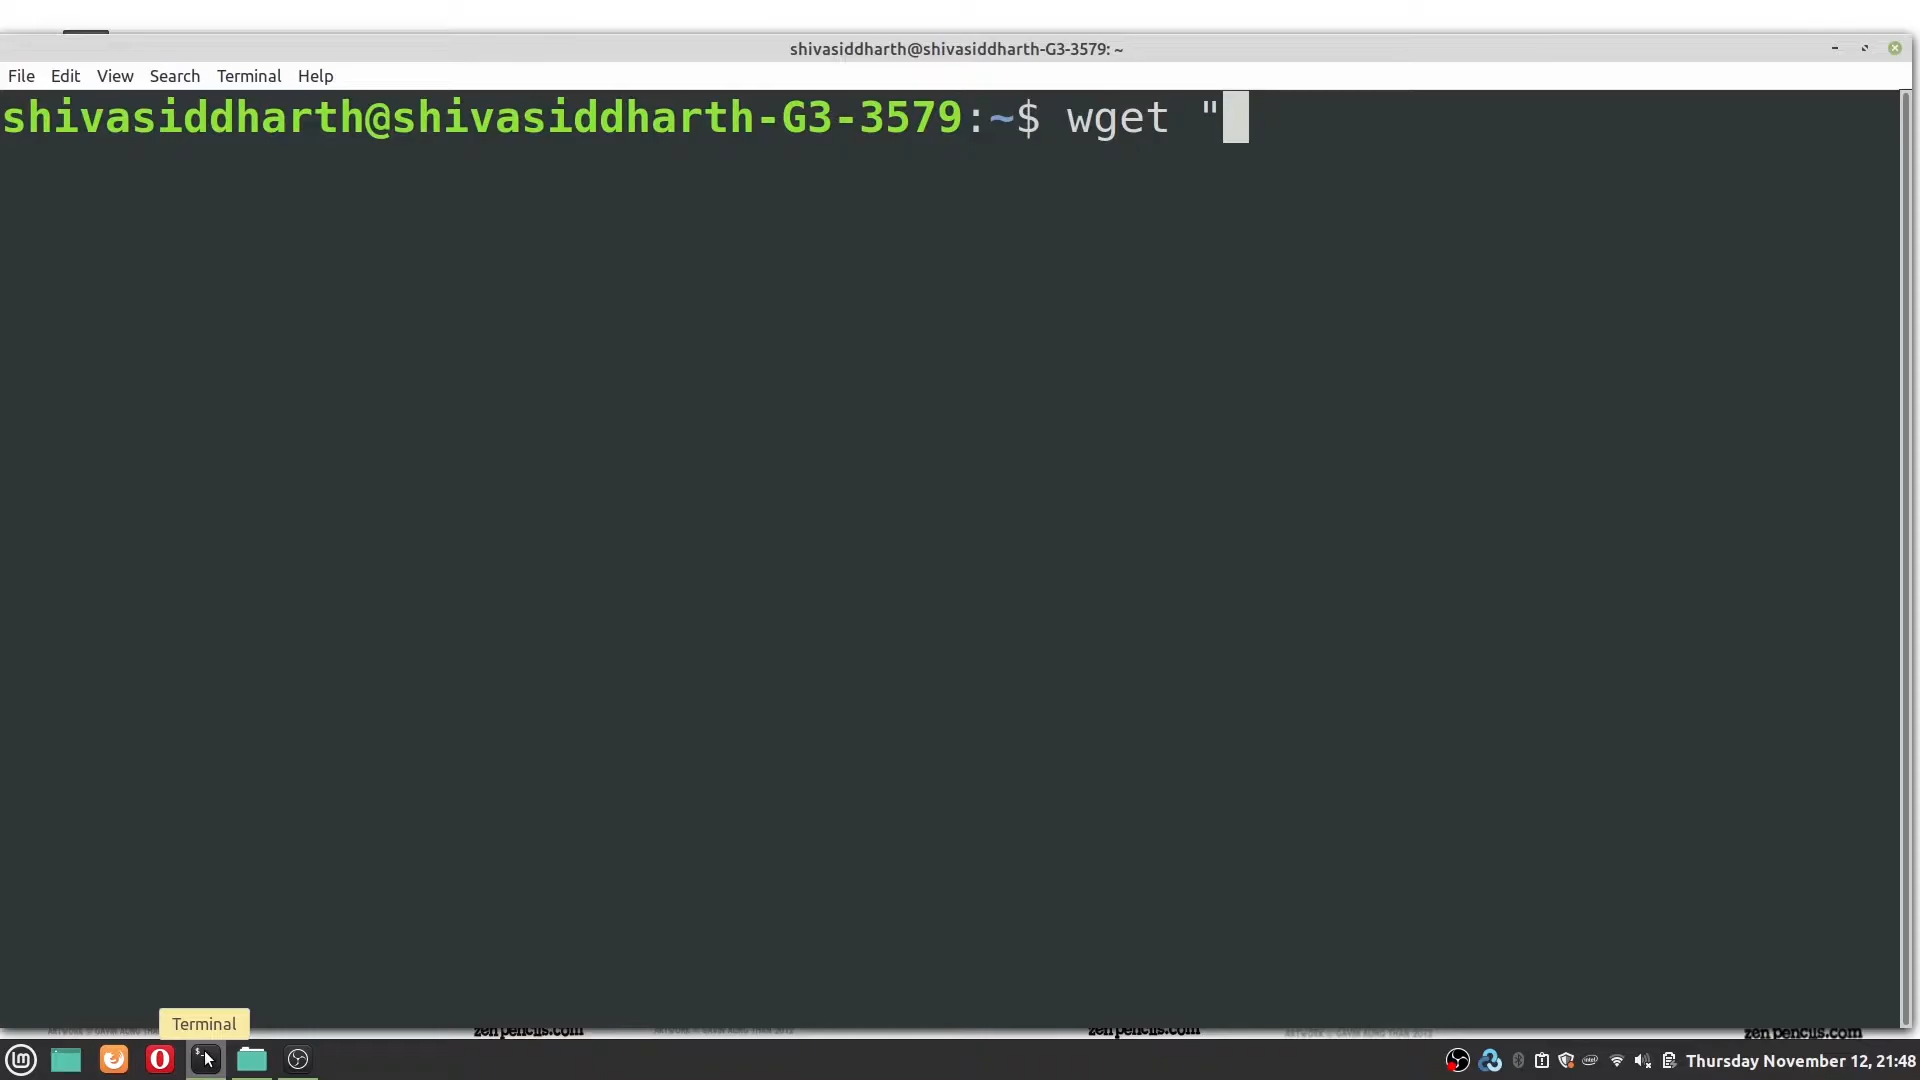 shivasiddharth@shivasiddharth-G3-3579: ~
File Edit View Search Terminal Help
shivasiddharth@shivasiddharth-G3-3579:~$ wget "
Terminal
zenpencils.com
zenpencils.com
zenpencils.com
Thursday November 12, 21:48